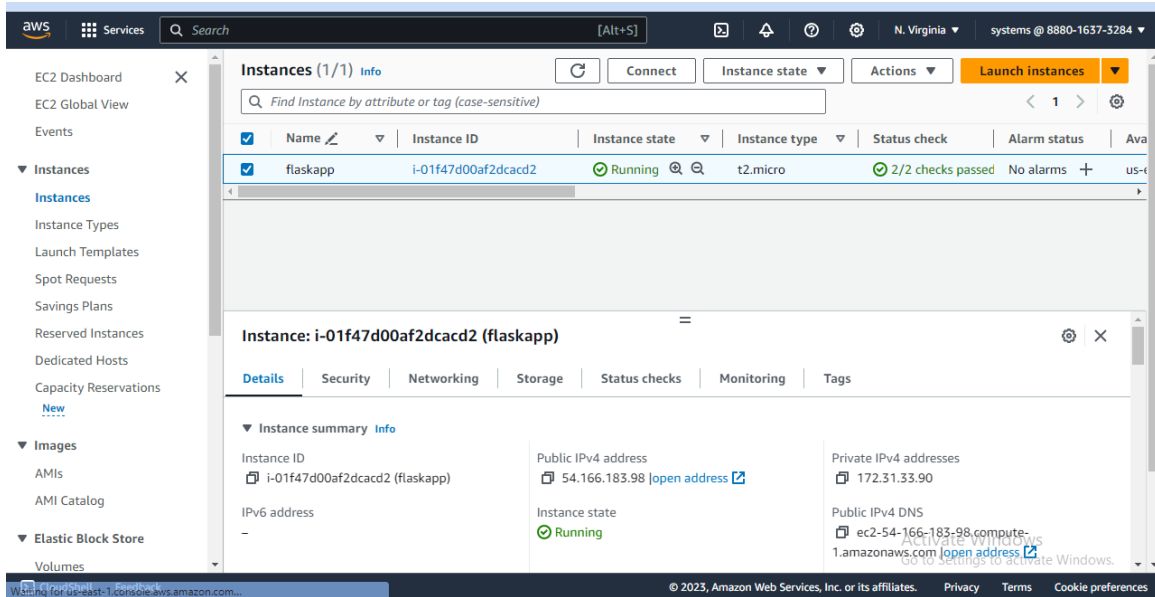 aws Services Search [Alt+S] N. Virginia systems @ 8880-1637-3284
EC2 Dashboard
EC2 Global View
Events
Instances
Instances
Instance Types
Launch Templates
Spot Requests
Savings Plans
Reserved Instances
Dedicated Hosts
Capacity Reservations
New
Images
AMIs
AMI Catalog
Elastic Block Store
Volumes
Instances (1/1) Info Connect Instance state Actions Launch instances
Find Instance by attribute or tag (case-sensitive) 1
Name Instance ID Instance state Instance type Status check Alarm status Ava
flaskapp i-01f47d00af2dcacd2 Running t2.micro 2/2 checks passed No alarms us-e
Instance: i-01f47d00af2dcacd2 (flaskapp)
Details Security Networking Storage Status checks Monitoring Tags
Instance summary Info
Instance ID Public IPv4 address Private IPv4 addresses
i-01f47d00af2dcacd2 (flaskapp) 54.166.183.98 |open address 172.31.33.90
IPv6 address Instance state Public IPv4 DNS
– Running ec2-54-166-183-98.compute-
1.amazonaws.com |open address
Activate Windows
Go to Settings to activate Windows.
CloudShell Feedback © 2023, Amazon Web Services, Inc. or its affiliates. Privacy Terms Cookie preferences
Waiting for us-east-1.console.aws.amazon.com...